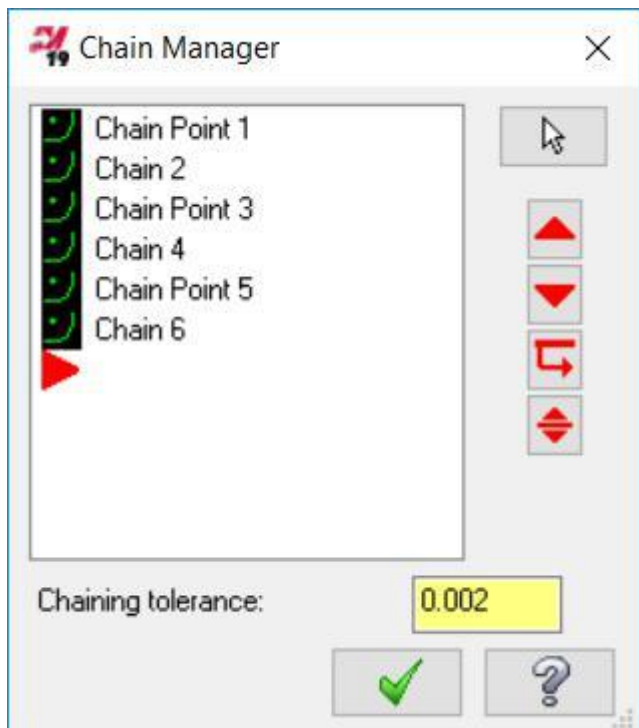 19 Chain Manager
Chain Point 1
Chain 2
Chain Point 3
Chain 4
Chain Point 5
Chain 6
Chaining tolerance: 0.002
?